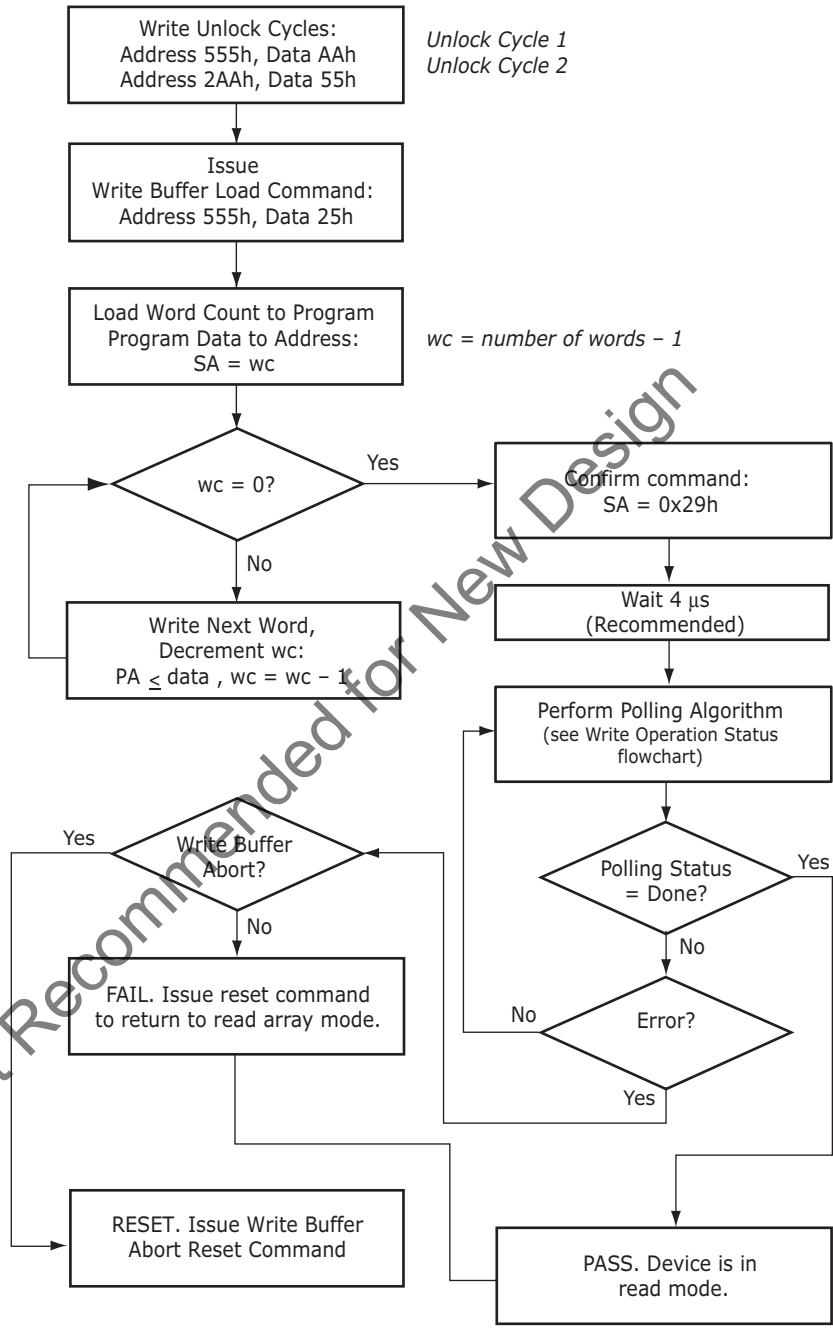 Write Unlock Cycles:
Address 555h, Data AAh
Address 2AAh, Data 55h
Unlock Cycle 1
Unlock Cycle 2
Issue
Write Buffer Load Command:
Address 555h, Data 25h
Load Word Count to Program
Program Data to Address:
SA = wc
wc = number of words – 1
wc = 0?
Yes
No
Confirm command:
SA = 0x29h
Wait 4 μs
(Recommended)
Write Next Word,
Decrement wc:
PA ≤ data , wc = wc – 1
Perform Polling Algorithm
(see Write Operation Status
flowchart)
Polling Status
= Done?
Yes
No
Error?
No
Yes
Write Buffer
Abort?
Yes
No
FAIL. Issue reset command
to return to read array mode.
RESET. Issue Write Buffer
Abort Reset Command
PASS. Device is in
read mode.
Recommended for New Design